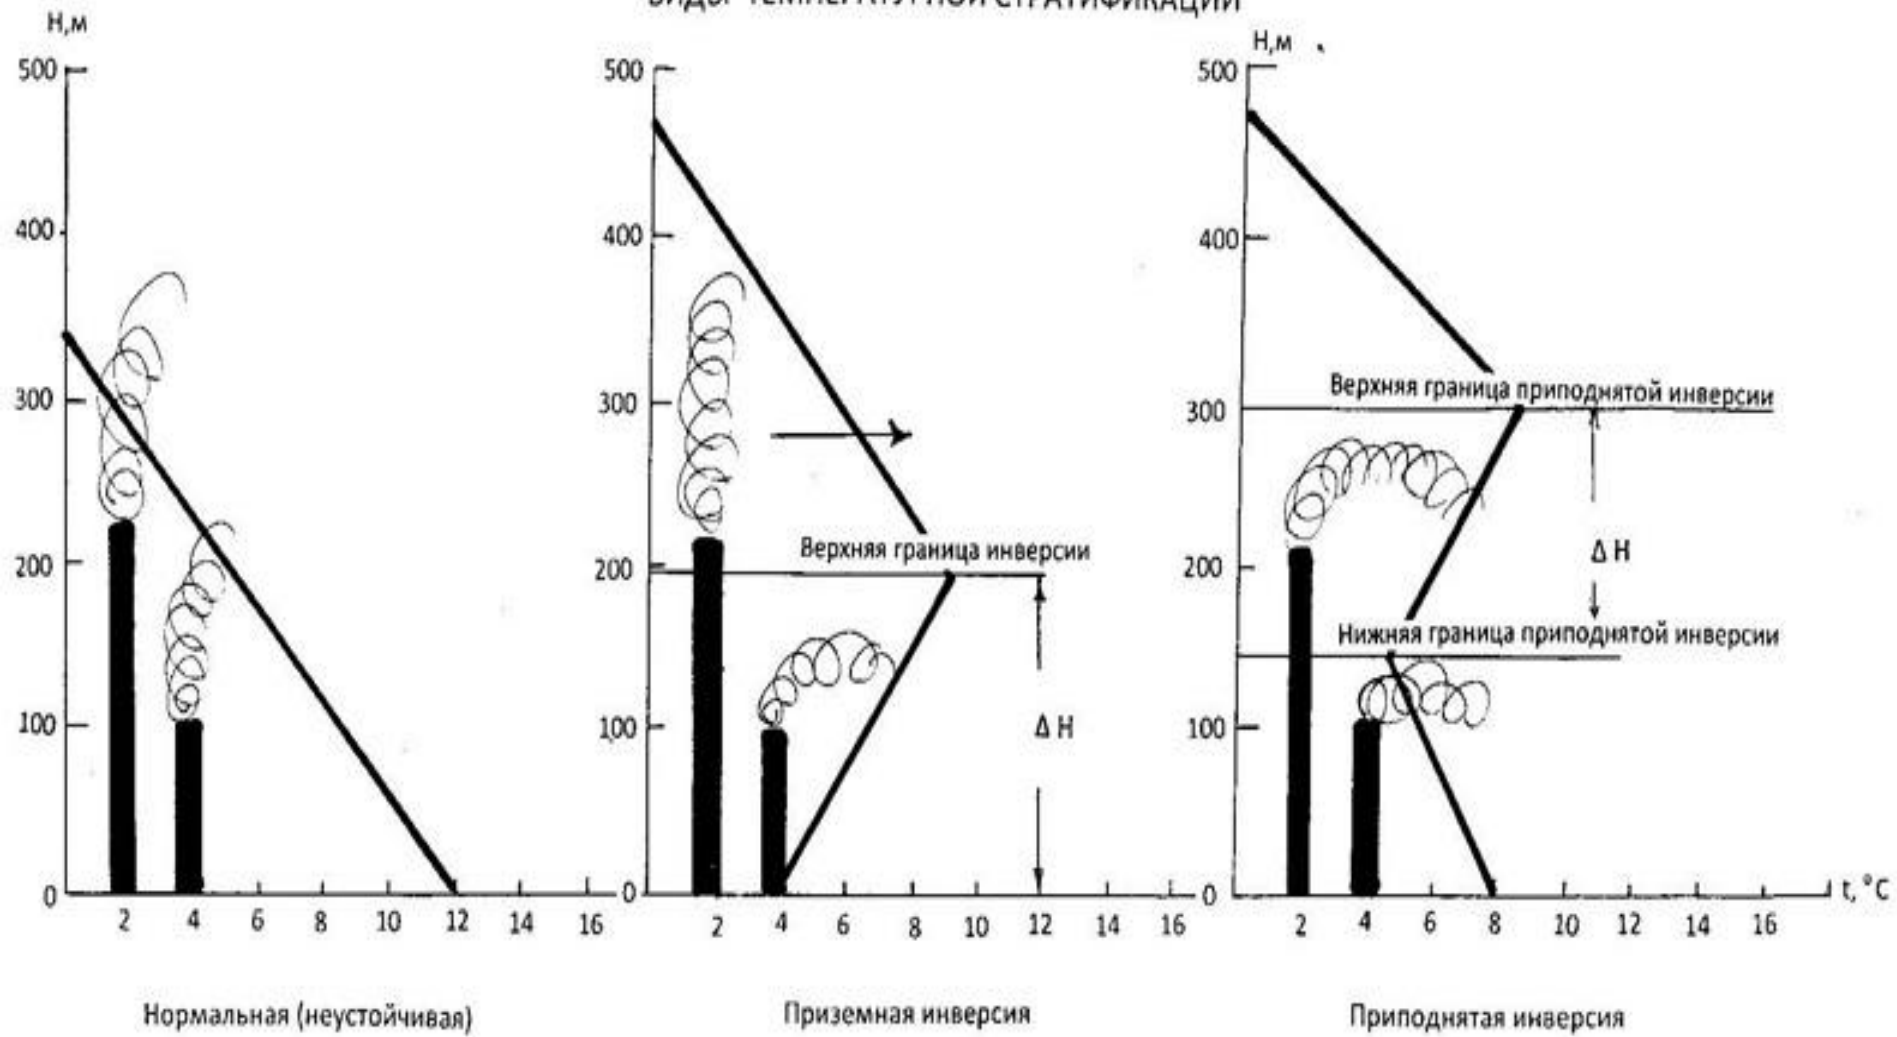 ВИДЫ ТЕМПЕРАТУРНОЙ СТРАТИФИКАЦИИ
Н,м
500
400
300
200
100
0
2 4 6 8 10 12 14 16
Нормальная (неустойчивая)
500
400
300
200
100
0
Верхняя граница инверсии
Δ Н
2 4 6 8 10 12 14 16
Приземная инверсия
Н,м
500
400
300
200
100
0
Верхняя граница приподнятой инверсии
Δ Н
Нижняя граница приподнятой инверсии
t, °C
2 4 6 8 10 12 14 16
Приподнятая инверсия